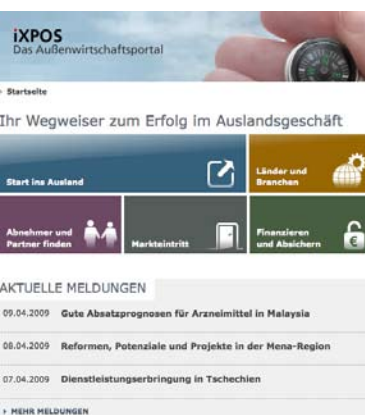 iXPOS
Das Außenwirtschaftsportal
› Startseite
Ihr Wegweiser zum Erfolg im Auslandsgeschäft
Start ins Ausland
Länder und
Branchen
Abnehmer und
Partner finden
Markteintritt
Finanzieren
und Absichern
€
AKTUELLE MELDUNGEN
09.04.2009 Gute Absatzprognosen für Arzneimittel in Malaysia
08.04.2009 Reformen, Potenziale und Projekte in der Mena-Region
07.04.2009 Dienstleistungserbringung in Tschechien
› MEHR MELDUNGEN